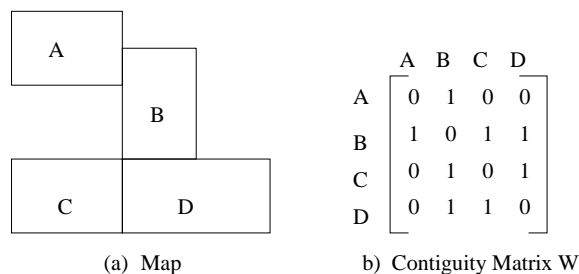 A
B
C D
(a) Map
A B C D
A 0 1 0 0
B 1 0 1 1
C 0 1 0 1
D 0 1 1 0
b) Contiguity Matrix W